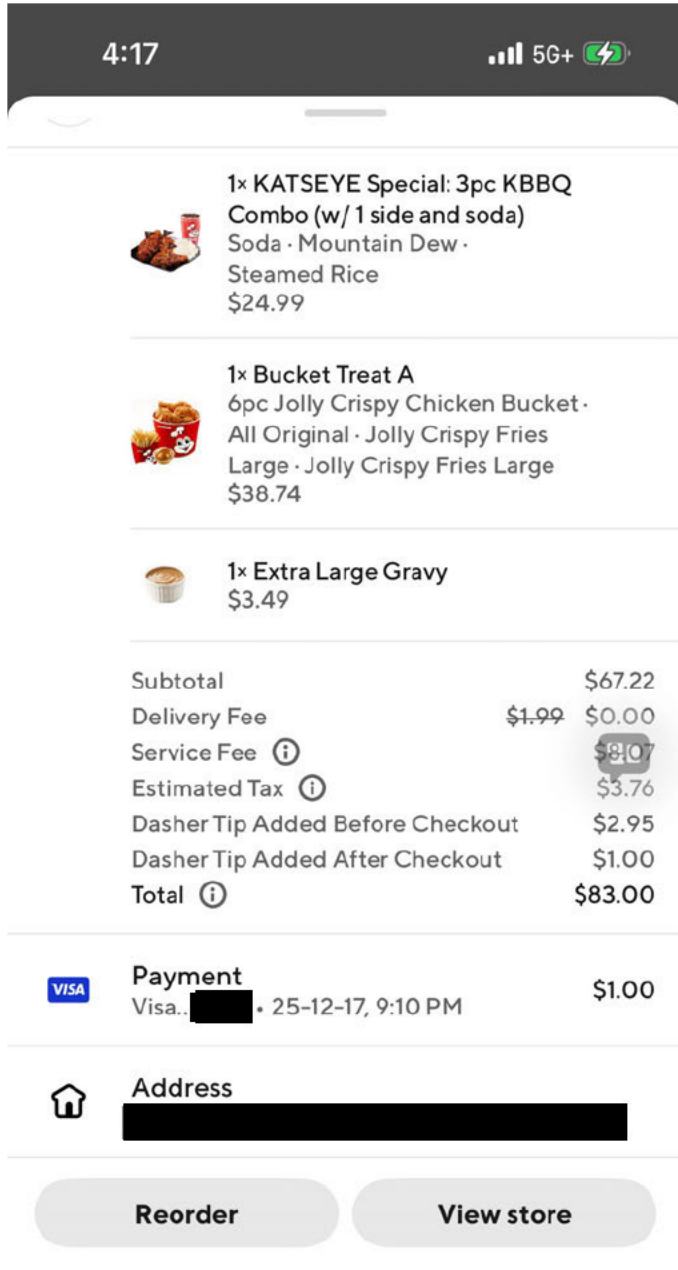 4:17
5G+
1× KATSEYE Special: 3pc KBBQ
Combo (w/ 1 side and soda)
Soda · Mountain Dew ·
Steamed Rice
$24.99
1× Bucket Treat A
6pc Jolly Crispy Chicken Bucket ·
All Original · Jolly Crispy Fries
Large · Jolly Crispy Fries Large
$38.74
1× Extra Large Gravy
$3.49
Subtotal $67.22
Delivery Fee $1.99 $0.00
Service Fee
Estimated Tax $3.76
Dasher Tip Added Before Checkout $2.95
Dasher Tip Added After Checkout $1.00
Total $83.00
VISA
Payment $1.00
Visa.. • 25-12-17, 9:10 PM
Address
Reorder View store